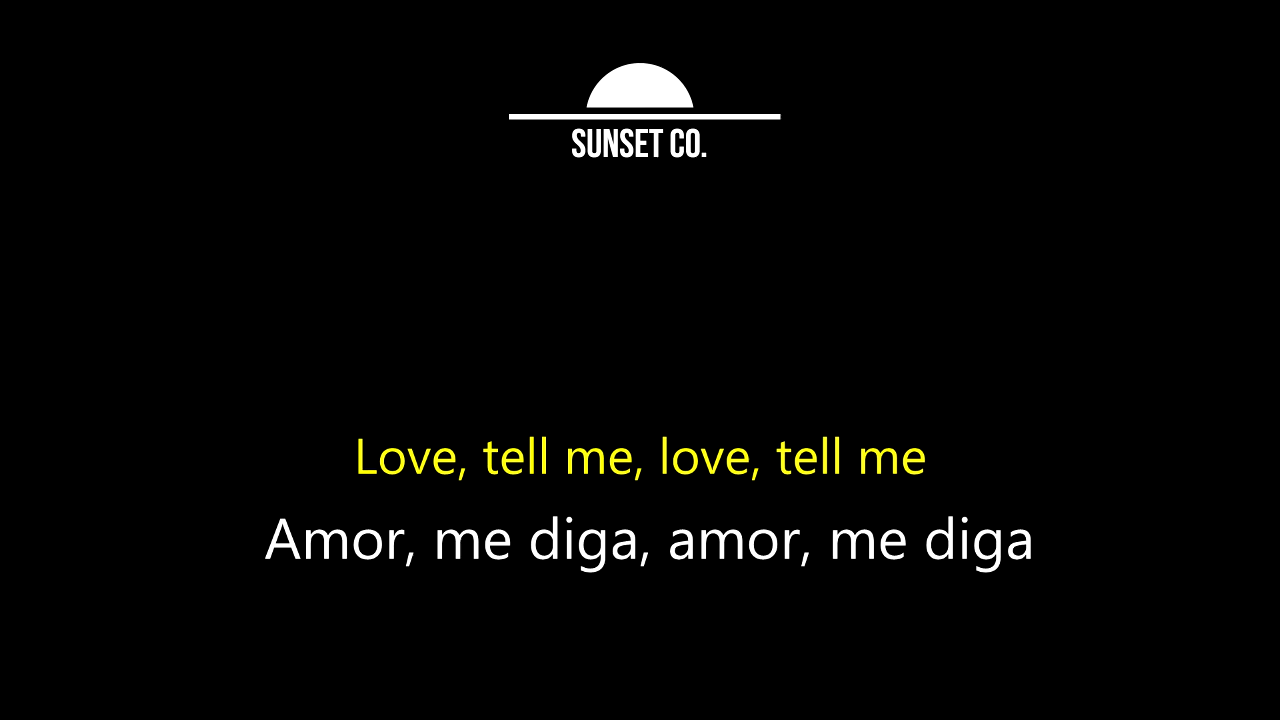 SUNSET CO.
Love, tell me, love, tell me
Amor, me diga, amor, me diga